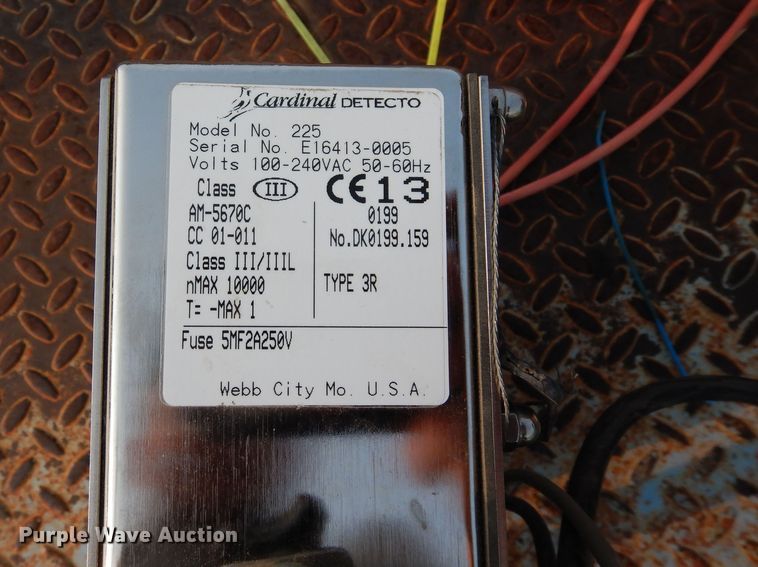 Cardinal DETECTO
Model No. 225
Serial No. E16413-0005
Volts 100-240VAC 50-60Hz
Class III CE13
AM-5670C 0199
CC 01-011 No.DK0199.159
Class III/IIIL
nMAX 10000 TYPE 3R
T= -MAX 1
Fuse 5MF2A250V
Webb City Mo. U.S.A.
Purple Wave Auction